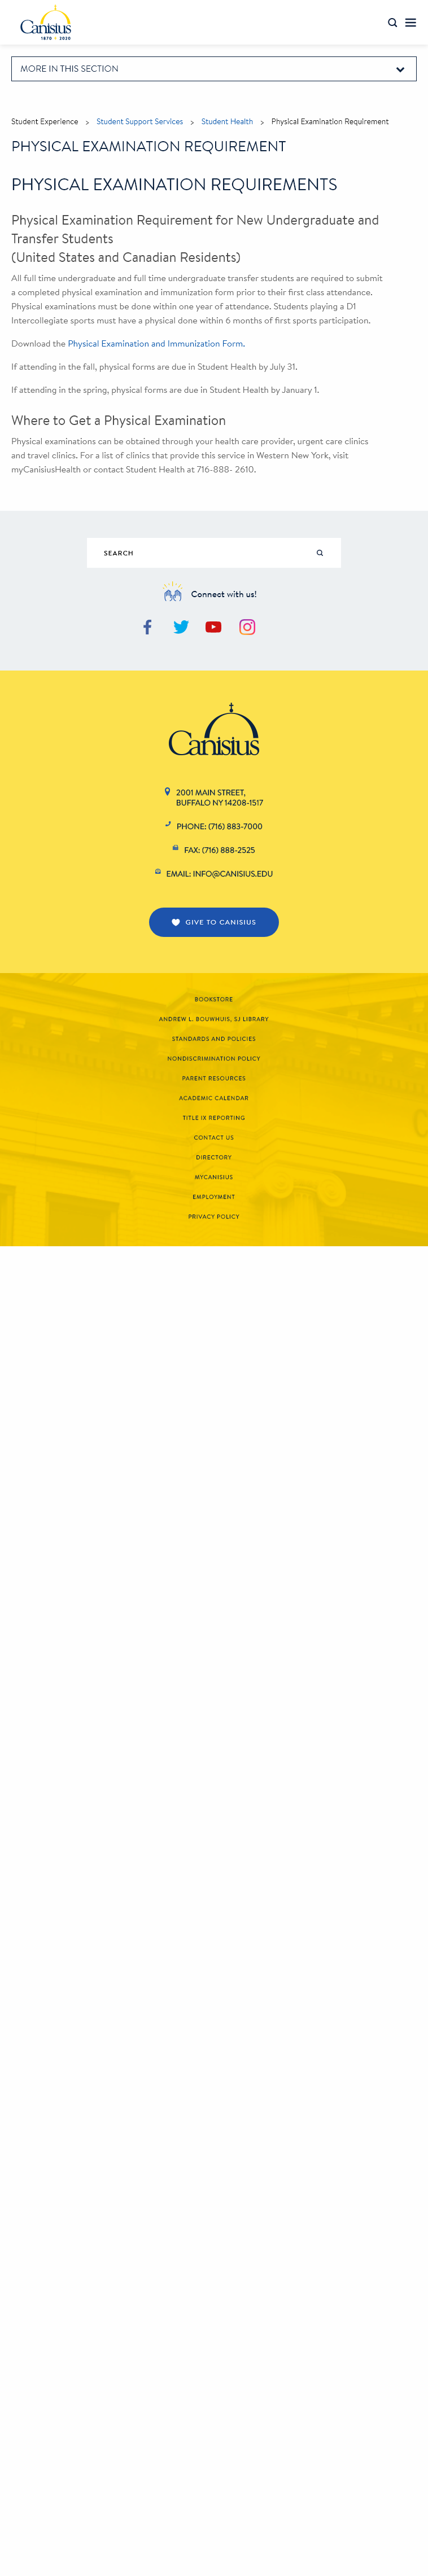 Canisius
1870 2020
MORE IN THIS SECTION
Student Experience > Student Support Services > Student Health > Physical Examination Requirement
PHYSICAL EXAMINATION REQUIREMENT
PHYSICAL EXAMINATION REQUIREMENTS
Physical Examination Requirement for New Undergraduate and
Transfer Students
(United States and Canadian Residents)
All full time undergraduate and full time undergraduate transfer students are required to submit
a completed physical examination and immunization form prior to their first class attendance.
Physical examinations must be done within one year of attendance. Students playing a D1
Intercollegiate sports must have a physical done within 6 months of first sports participation.
Download the Physical Examination and Immunization Form.
If attending in the fall, physical forms are due in Student Health by July 31.
If attending in the spring, physical forms are due in Student Health by January 1.
Where to Get a Physical Examination
Physical examinations can be obtained through your health care provider, urgent care clinics
and travel clinics. For a list of clinics that provide this service in Western New York, visit
myCanisiusHealth or contact Student Health at 716-888- 2610.
SEARCH
Connect with us!
Canisius
2001 MAIN STREET,
BUFFALO NY 14208-1517
PHONE: (716) 883-7000
FAX: (716) 888-2525
EMAIL: INFO@CANISIUS.EDU
GIVE TO CANISIUS
BOOKSTORE
ANDREW L. BOUWHUIS, SJ LIBRARY
STANDARDS AND POLICIES
NONDISCRIMINATION POLICY
PARENT RESOURCES
ACADEMIC CALENDAR
TITLE IX REPORTING
CONTACT US
DIRECTORY
MYCANISIUS
EMPLOYMENT
PRIVACY POLICY